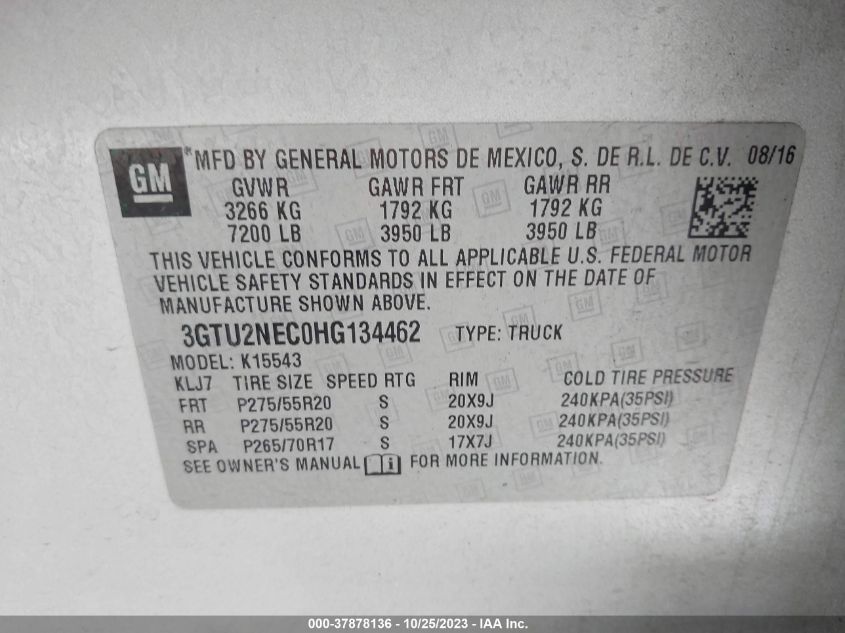 GM
MFD BY GENERAL MOTORS DE MEXICO, S. DE R.L. DE C.V. 08/16
GVWR GAWR FRT GAWR RR
3266 KG 1792 KG 1792 KG
7200 LB 3950 LB 3950 LB
THIS VEHICLE CONFORMS TO ALL APPLICABLE U.S. FEDERAL MOTOR
VEHICLE SAFETY STANDARDS IN EFFECT ON THE DATE OF
MANUFACTURE SHOWN ABOVE.
3GTU2NEC0HG134462 TYPE: TRUCK
MODEL: K15543
KLJ7 TIRE SIZE SPEED RTG RIM COLD TIRE PRESSURE
FRT P275/55R20 S 20X9J 240KPA(35PSI)
RR P275/55R20 S 20X9J 240KPA(35PSI)
SPA P265/70R17 S 17X7J 240KPA(35PSI)
SEE OWNER'S MANUAL FOR MORE INFORMATION.
000-37878136 - 10/25/2023 - IAA Inc.